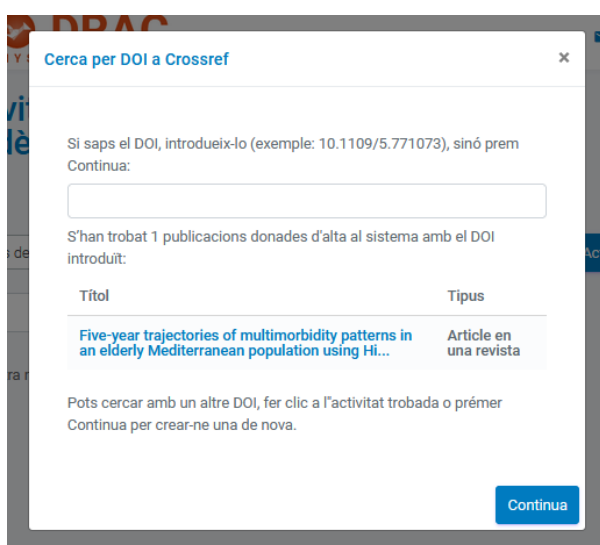 DRAC
Cerca per DOI a Crossref
×
Si saps el DOI, introdueix-lo (exemple: 10.1109/5.771073), sinó prem
Continua:
S'han trobat 1 publicacions donades d'alta al sistema amb el DOI
introduït:
Títol Tipus
Five-year trajectories of multimorbidity patterns in Article en
an elderly Mediterranean population using Hi... una revista
Pots cercar amb un altre DOI, fer clic a l"activitat trobada o prémer
Continua per crear-ne una de nova.
Continua